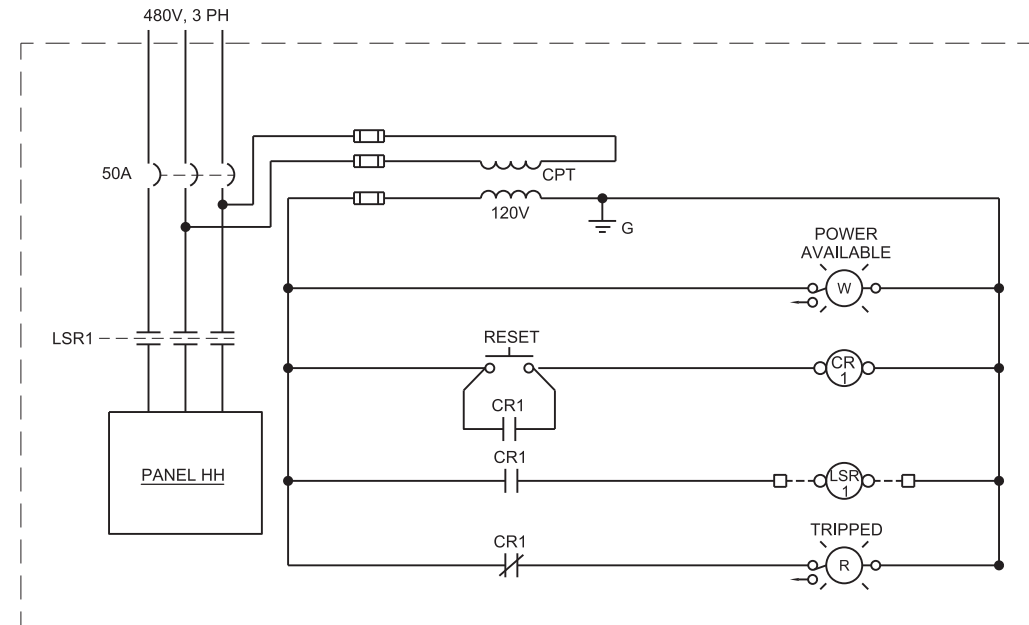 480V, 3 PH
50A
CPT
120V
G
POWER
AVAILABLE
W
LSR1
RESET
CR
1
CR1
PANEL HH
CR1
LSR
1
TRIPPED
CR1
R